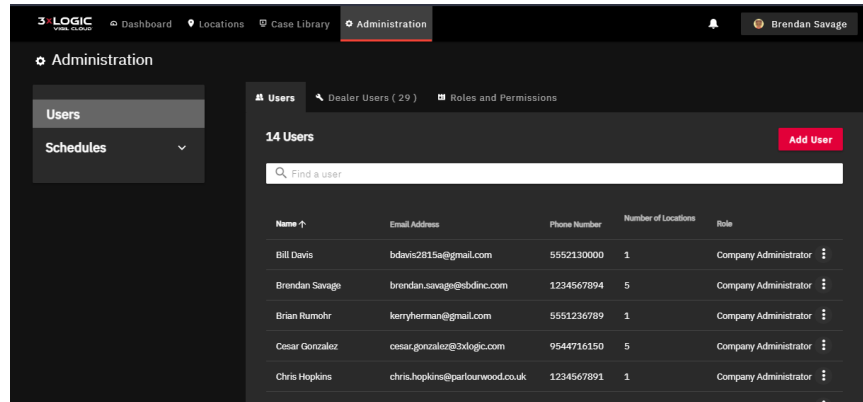 3×LOGIC
VIGIL CLOUD
Dashboard
Locations
Case Library
Administration
Brendan Savage
Administration
Users
Schedules
Users
Dealer Users ( 29 )
Roles and Permissions
14 Users
Add User
Find a user
Name ↑ Email Address Phone Number Number of Locations Role
Bill Davis bdavis2815a@gmail.com 5552130000 1 Company Administrator
Brendan Savage brendan.savage@sbdinc.com 1234567894 5 Company Administrator
Brian Rumohr kerryherman@gmail.com 5551236789 1 Company Administrator
Cesar Gonzalez cesar.gonzalez@3xlogic.com 9544716150 5 Company Administrator
Chris Hopkins chris.hopkins@parlourwood.co.uk 1234567891 1 Company Administrator